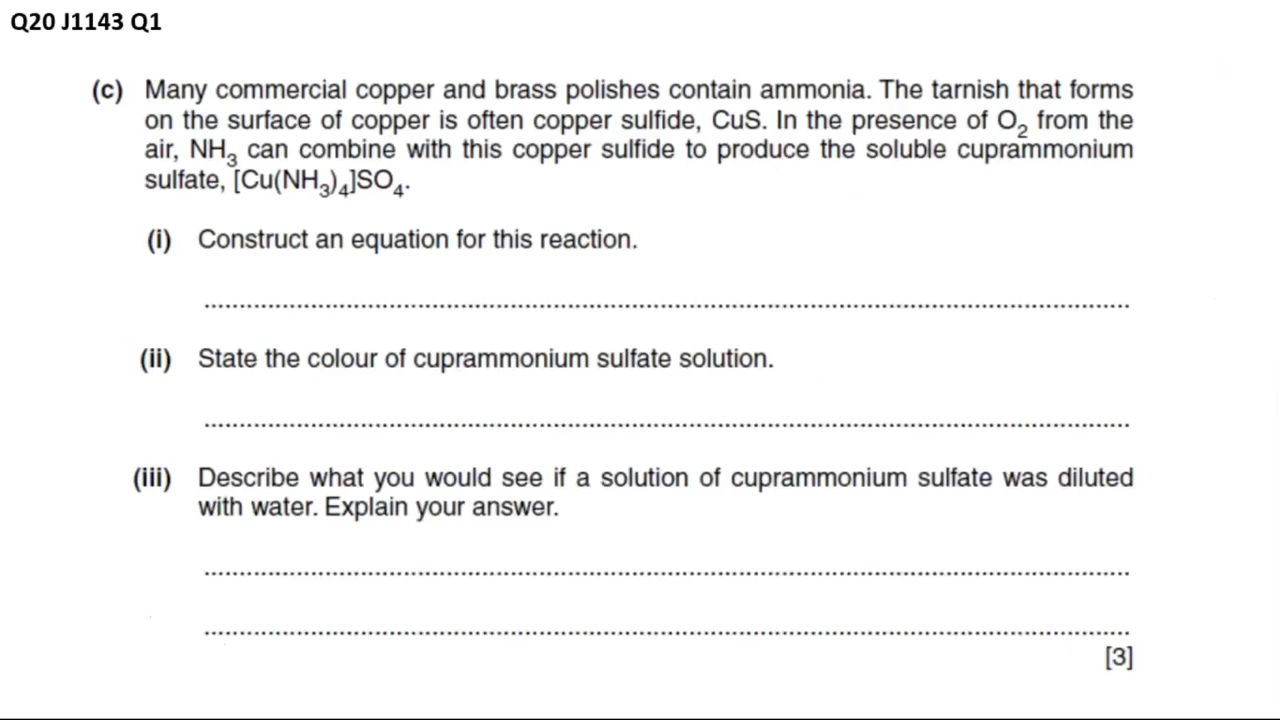 Q20 J1143 Q1
(c) Many commercial copper and brass polishes contain ammonia. The tarnish that forms
on the surface of copper is often copper sulfide, CuS. In the presence of O₂ from the
air, NH₃ can combine with this copper sulfide to produce the soluble cuprammonium
sulfate, [Cu(NH₃)₄]SO₄.
(i) Construct an equation for this reaction.
(ii) State the colour of cuprammonium sulfate solution.
(iii) Describe what you would see if a solution of cuprammonium sulfate was diluted
with water. Explain your answer.
[3]